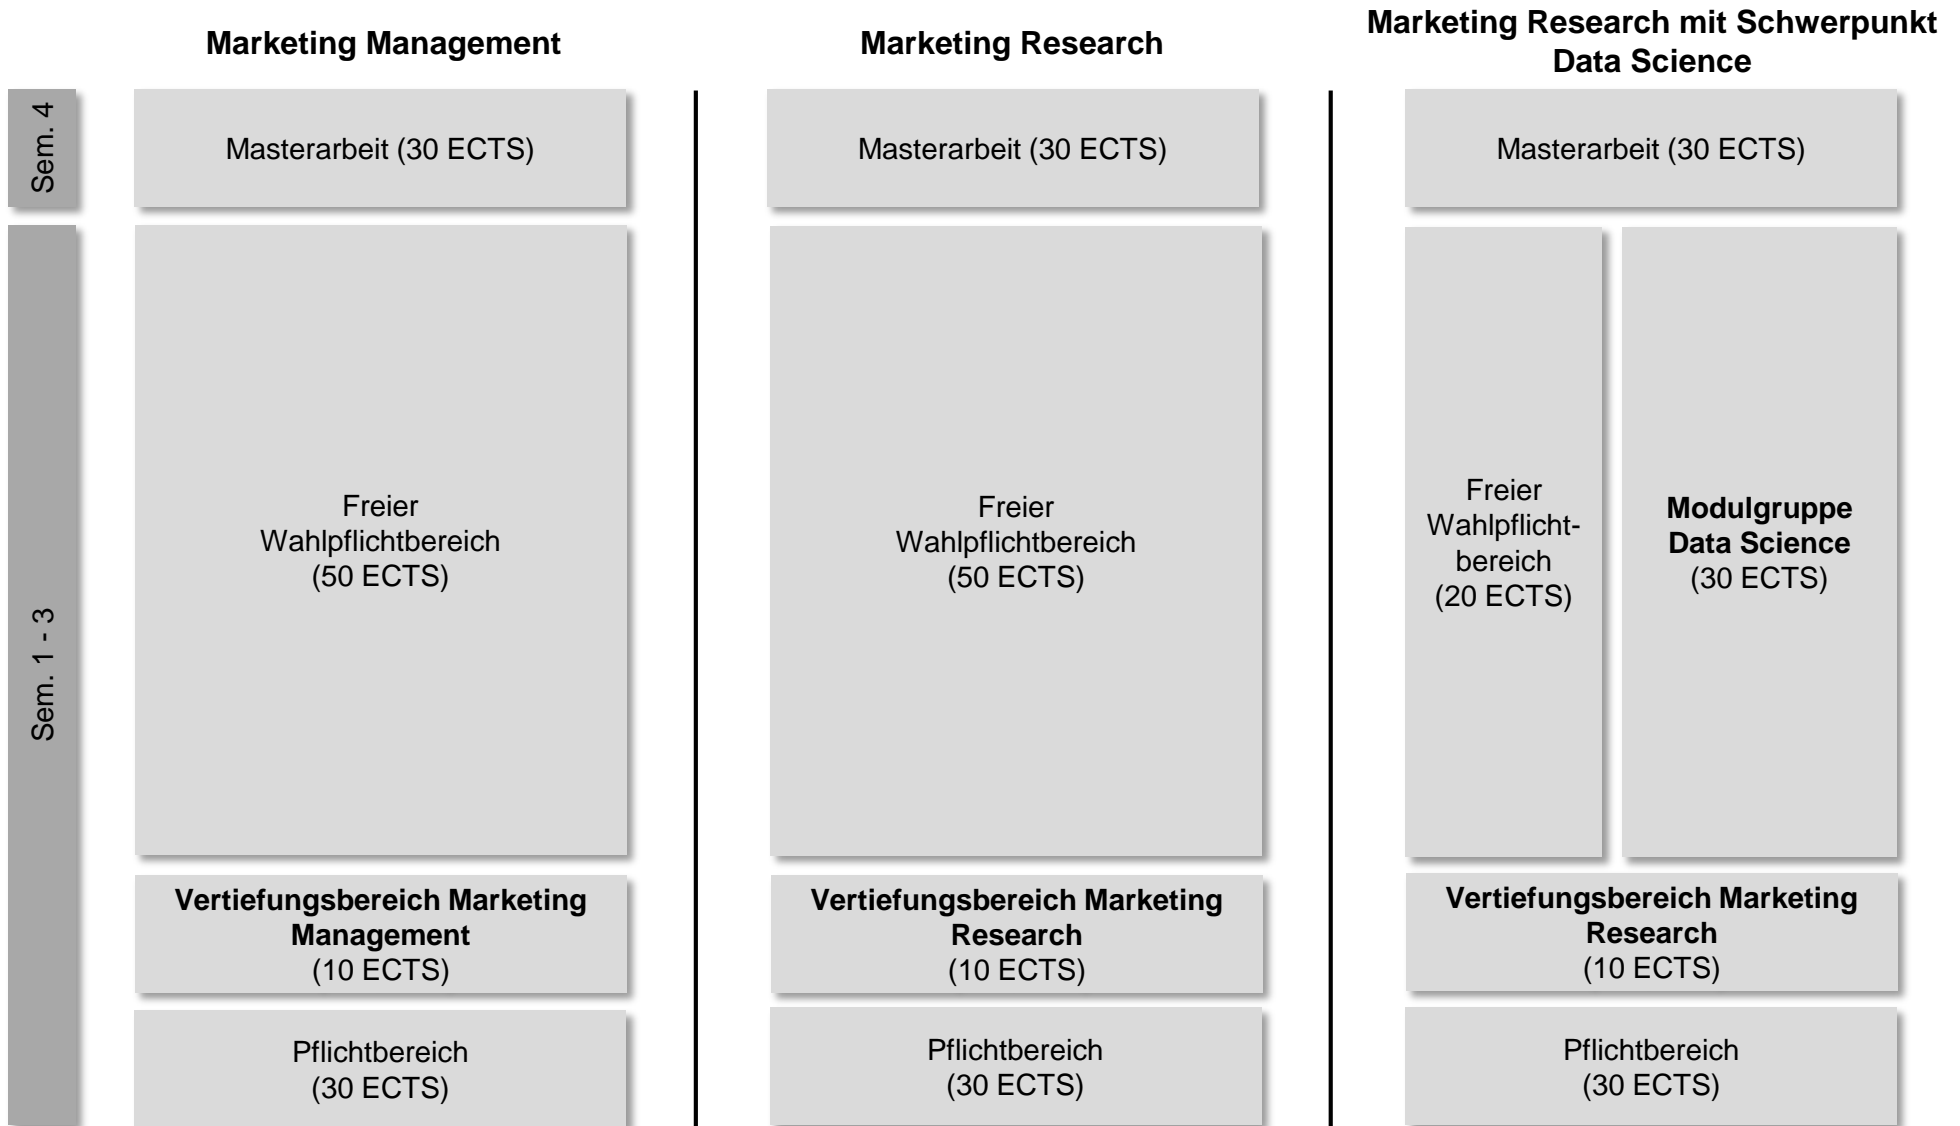 Marketing Management
Marketing Research
Marketing Research mit Schwerpunkt
Data Science
Sem. 4
Masterarbeit (30 ECTS)
Masterarbeit (30 ECTS)
Masterarbeit (30 ECTS)
Sem. 1 - 3
Freier
Wahlpflichtbereich
(50 ECTS)
Freier
Wahlpflichtbereich
(50 ECTS)
Freier
Wahlpflicht-
bereich
(20 ECTS)
Modulgruppe
Data Science
(30 ECTS)
Vertiefungsbereich Marketing
Management
(10 ECTS)
Vertiefungsbereich Marketing
Research
(10 ECTS)
Vertiefungsbereich Marketing
Research
(10 ECTS)
Pflichtbereich
(30 ECTS)
Pflichtbereich
(30 ECTS)
Pflichtbereich
(30 ECTS)